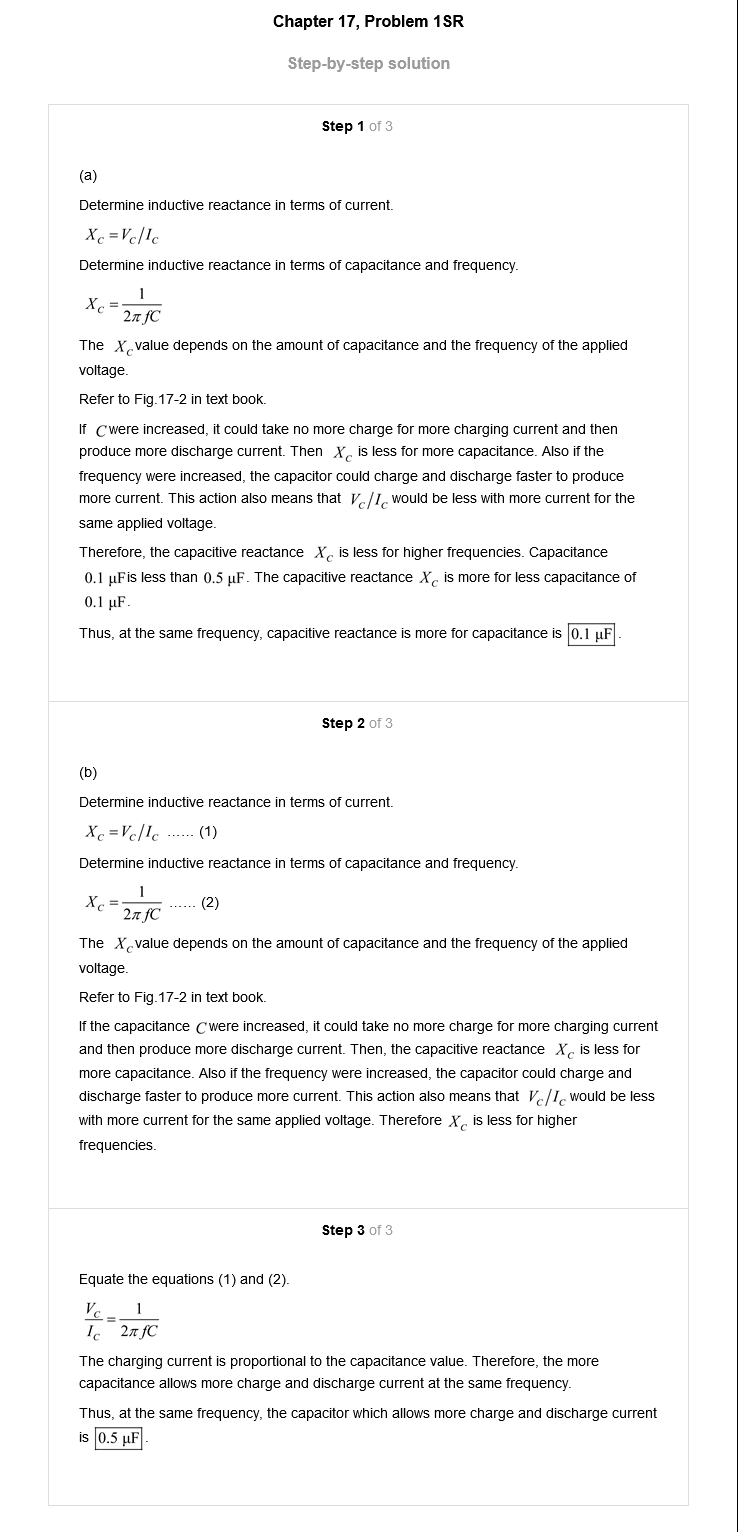 Chapter 17, Problem 1SR
Step-by-step solution
Step 1 of 3
(a)
Determine inductive reactance in terms of current.
X_C = V_C/I_C
Determine inductive reactance in terms of capacitance and frequency.
X_C = 1/(2π fC)
The X_C value depends on the amount of capacitance and the frequency of the applied
voltage.
Refer to Fig.17-2 in text book.
If C were increased, it could take no more charge for more charging current and then
produce more discharge current. Then X_C is less for more capacitance. Also if the
frequency were increased, the capacitor could charge and discharge faster to produce
more current. This action also means that V_C/I_C would be less with more current for the
same applied voltage.
Therefore, the capacitive reactance X_C is less for higher frequencies. Capacitance
0.1 μF is less than 0.5 μF. The capacitive reactance X_C is more for less capacitance of
0.1 μF.
Thus, at the same frequency, capacitive reactance is more for capacitance is 0.1 μF.
Step 2 of 3
(b)
Determine inductive reactance in terms of current.
X_C = V_C/I_C ...... (1)
Determine inductive reactance in terms of capacitance and frequency.
X_C = 1/(2π fC) ...... (2)
The X_C value depends on the amount of capacitance and the frequency of the applied
voltage.
Refer to Fig.17-2 in text book.
If the capacitance C were increased, it could take no more charge for more charging current
and then produce more discharge current. Then, the capacitive reactance X_C is less for
more capacitance. Also if the frequency were increased, the capacitor could charge and
discharge faster to produce more current. This action also means that V_C/I_C would be less
with more current for the same applied voltage. Therefore X_C is less for higher
frequencies.
Step 3 of 3
Equate the equations (1) and (2).
V_C/I_C = 1/(2π fC)
The charging current is proportional to the capacitance value. Therefore, the more
capacitance allows more charge and discharge current at the same frequency.
Thus, at the same frequency, the capacitor which allows more charge and discharge current
is 0.5 μF.